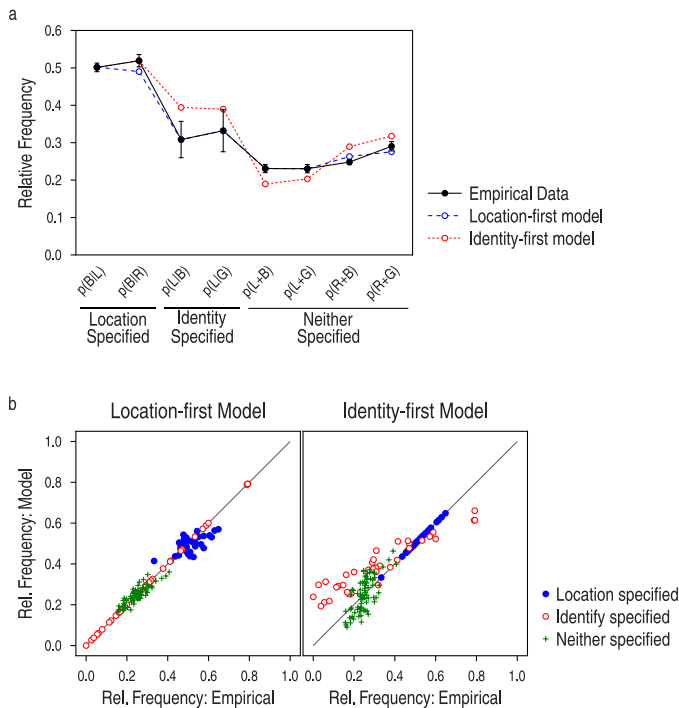 a
0.6
0.5
0.4
0.3
0.2
0.1
0.0
Relative Frequency
p(B|L)
p(B|R)
p(L|B)
p(L|G)
p(L+B)
p(L+G)
p(R+B)
p(R+G)
Location
Specified
Identity
Specified
Neither
Specified
Empirical Data
Location-first model
Identity-first model
b
Location-first Model
Identity-first Model
1.0
0.8
0.6
0.4
0.2
0.0
Rel. Frequency: Model
0.0 0.2 0.4 0.6 0.8 1.0
0.0 0.2 0.4 0.6 0.8 1.0
Rel. Frequency: Empirical
Rel. Frequency: Empirical
Location specified
Identify specified
Neither specified